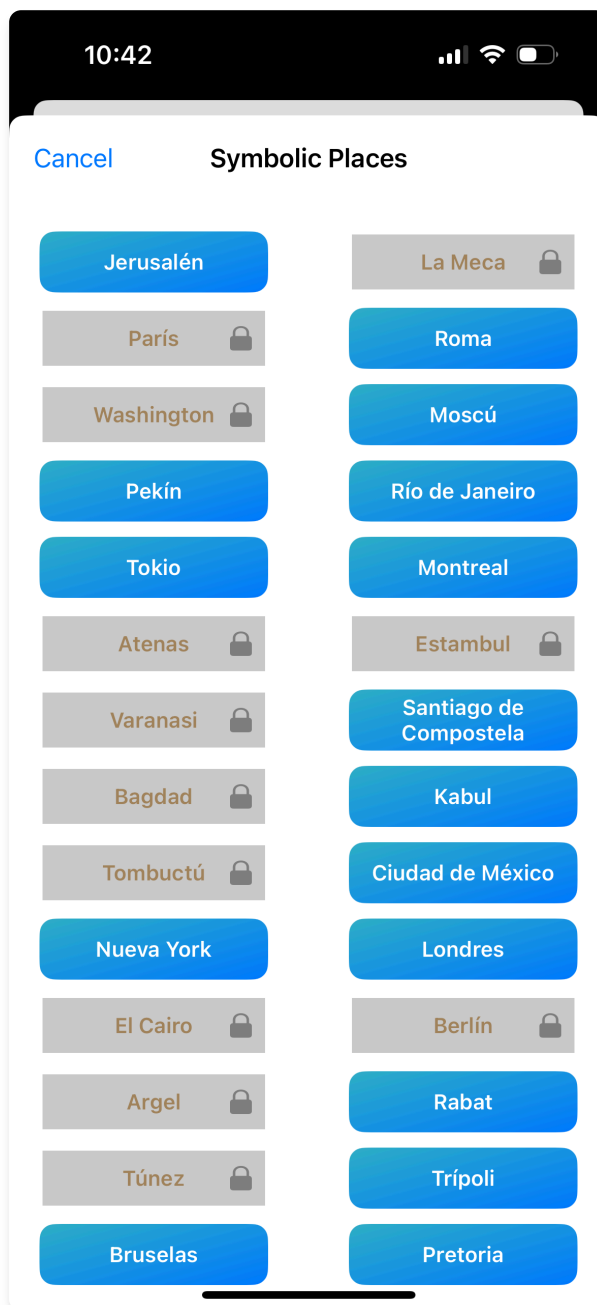 10:42
Cancel Symbolic Places
Jerusalén La Meca
París Roma
Washington Moscú
Pekín Río de Janeiro
Tokio Montreal
Atenas Estambul
Varanasi Santiago de
Compostela
Bagdad Kabul
Tombuctú Ciudad de México
Nueva York Londres
El Cairo Berlín
Argel Rabat
Túnez Trípoli
Bruselas Pretoria